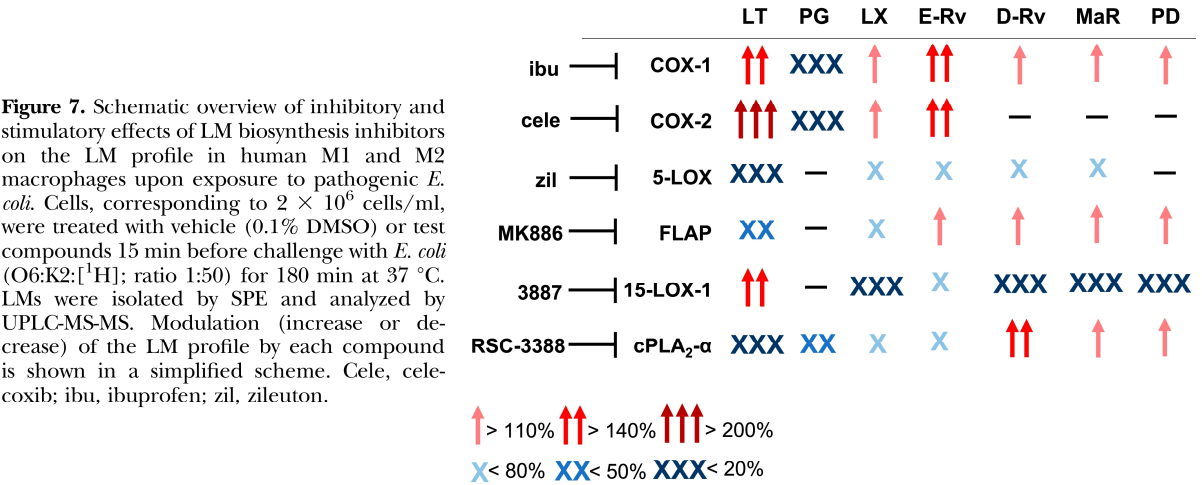 Figure 7. Schematic overview of inhibitory and
stimulatory effects of LM biosynthesis inhibitors
on the LM profile in human M1 and M2
macrophages upon exposure to pathogenic E.
coli. Cells, corresponding to 2 × 10⁶ cells/ml,
were treated with vehicle (0.1% DMSO) or test
compounds 15 min before challenge with E. coli
(O6:K2:[¹H]; ratio 1:50) for 180 min at 37 °C.
LMs were isolated by SPE and analyzed by
UPLC-MS-MS. Modulation (increase or de-
crease) of the LM profile by each compound
is shown in a simplified scheme. Cele, cele-
coxib; ibu, ibuprofen; zil, zileuton.
LT PG LX E-Rv D-Rv MaR PD
ibu COX-1 ↑↑ XXX ↑ ↑↑ ↑ ↑ ↑
cele COX-2 ↑↑↑ XXX ↑ ↑↑ – – –
zil 5-LOX XXX – X X X X –
MK886 FLAP XX – X ↑ ↑ ↑ ↑
3887 15-LOX-1 ↑↑ – XXX X XXX XXX XXX
RSC-3388 cPLA₂-α XXX XX X X ↑↑ ↑ ↑
↑ > 110% ↑↑ > 140% ↑↑↑ > 200%
X < 80% XX < 50% XXX < 20%